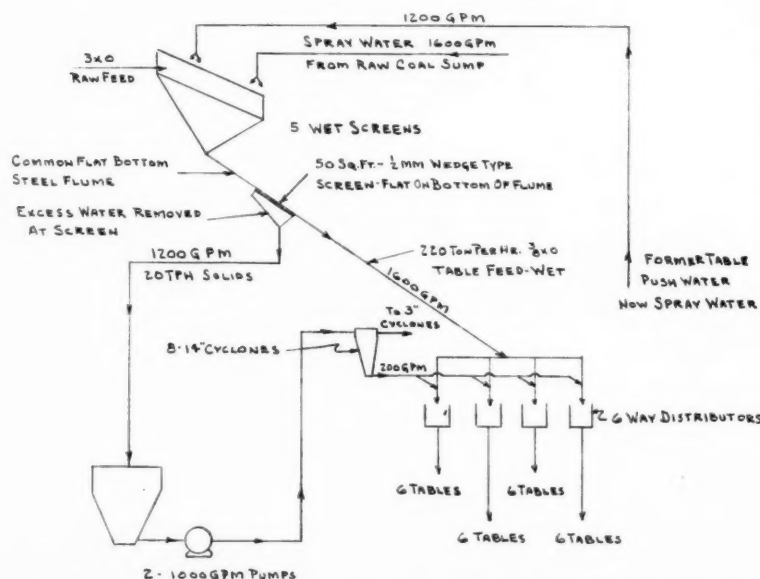 1200 GPM
SPRAY WATER 1600 GPM
FROM RAW COAL SUMP
3x0
RAW FEED
5 WET SCREENS
COMMON FLAT BOTTOM
STEEL FLUME
50 SQ. FT. - ½ MM WEDGE TYPE
SCREEN-FLAT ON BOTTOM OF FLUME
EXCESS WATER REMOVED
AT SCREEN
1200 GPM
20 TPH SOLIDS
220 TON PER HR. ⅜x0
TABLE FEED-WET
1600 GPM
FORMER TABLE
PUSH WATER
NOW SPRAY WATER
TO 3"
CYCLONES
8-14" CYCLONES
200 GPM
6 WAY DISTRIBUTORS
6 TABLES
6 TABLES
6 TABLES
6 TABLES
2 - 1000 GPM PUMPS